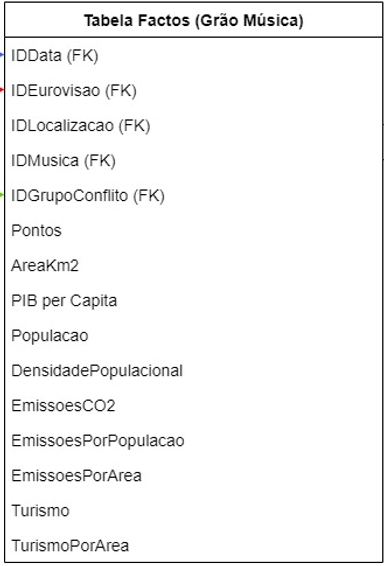 Tabela Factos (Grão Música)
IDData (FK)
IDEurovisao (FK)
IDLocalizacao (FK)
IDMusica (FK)
IDGrupoConflito (FK)
Pontos
AreaKm2
PIB per Capita
Populacao
DensidadePopulacional
EmissoesCO2
EmissoesPorPopulacao
EmissoesPorArea
Turismo
TurismoPorArea